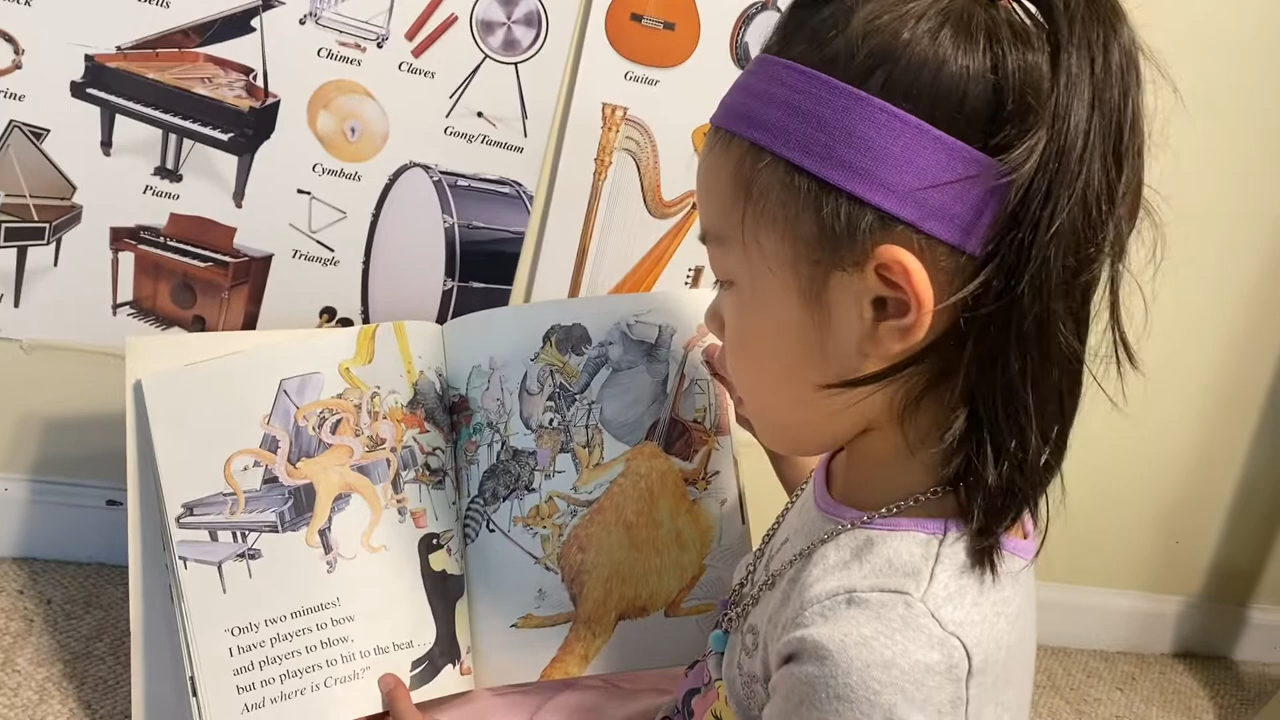 Bells
Chimes
Claves
Gong/Tamtam
Cymbals
Piano
Triangle
Guitar
"Only two minutes!
I have players to bow
and players to blow,
but no players to hit to the beat . . .
And where is Crash?"